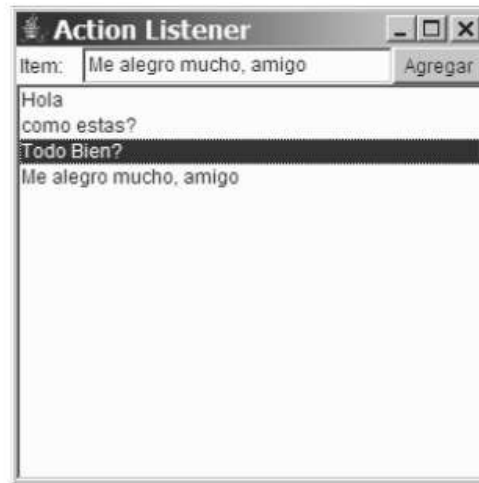 Action Listener
Item: Me alegro mucho, amigo Agregar
Hola
como estas?
Todo Bien?
Me alegro mucho, amigo